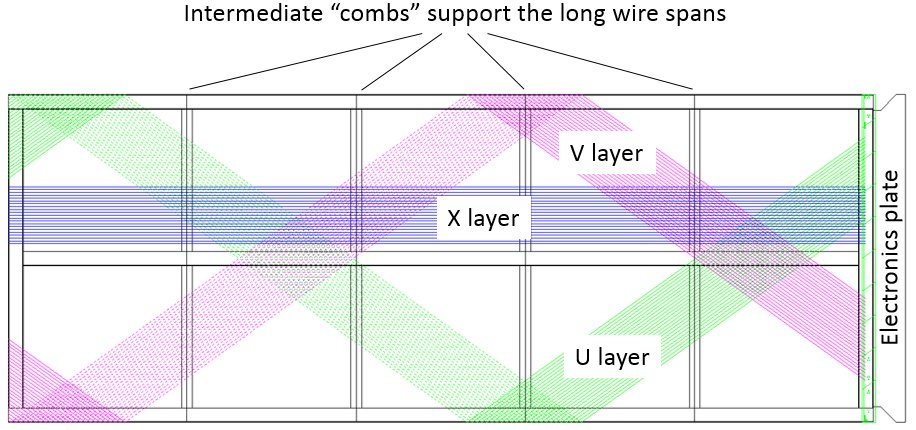 Intermediate “combs” support the long wire spans
V layer
X layer
U layer
Electronics plate